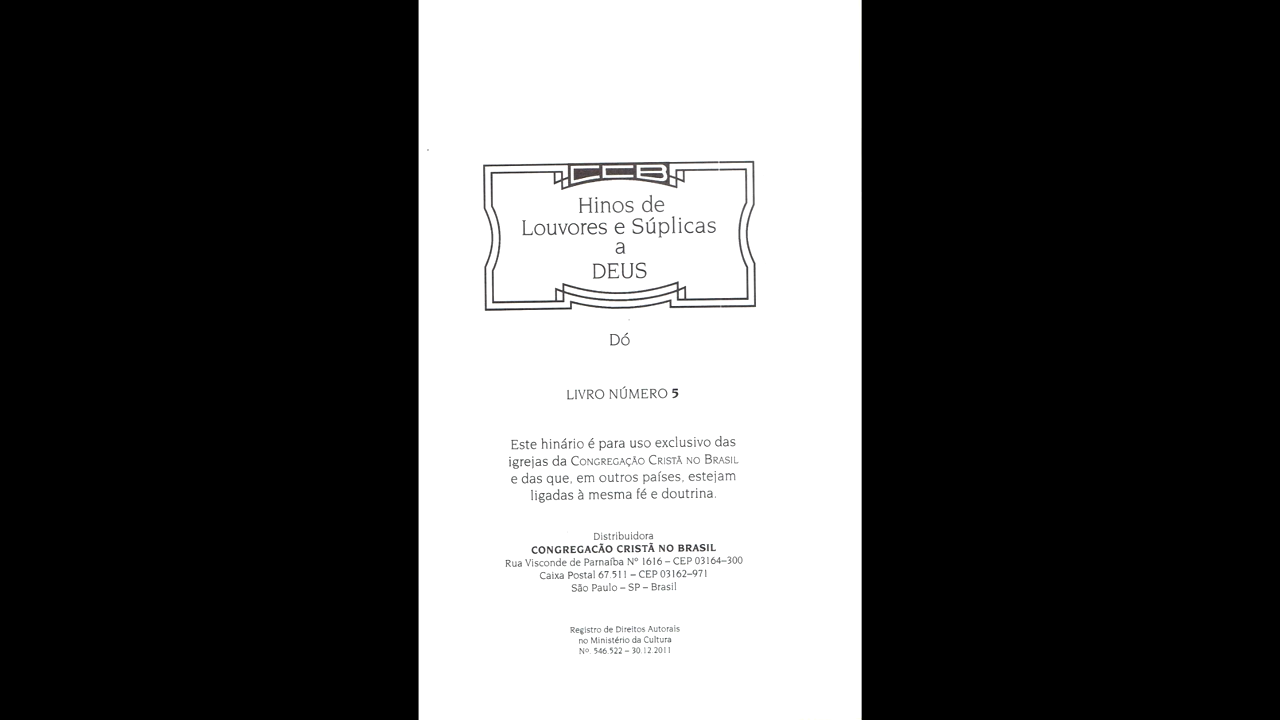 CCB
Hinos de
Louvores e Súplicas
a
DEUS
Dó
LIVRO NÚMERO 5
Este hinário é para uso exclusivo das
igrejas da CONGREGAÇÃO CRISTÃ NO BRASIL
e das que, em outros países, estejam
ligadas à mesma fé e doutrina.
Distribuidora
CONGREGACÃO CRISTÃ NO BRASIL
Rua Visconde de Parnaíba Nº 1616 – CEP 03164–300
Caixa Postal 67.511 – CEP 03162–971
São Paulo – SP – Brasil
Registro de Direitos Autorais
no Ministério da Cultura
Nº. 546.522 – 30.12.2011